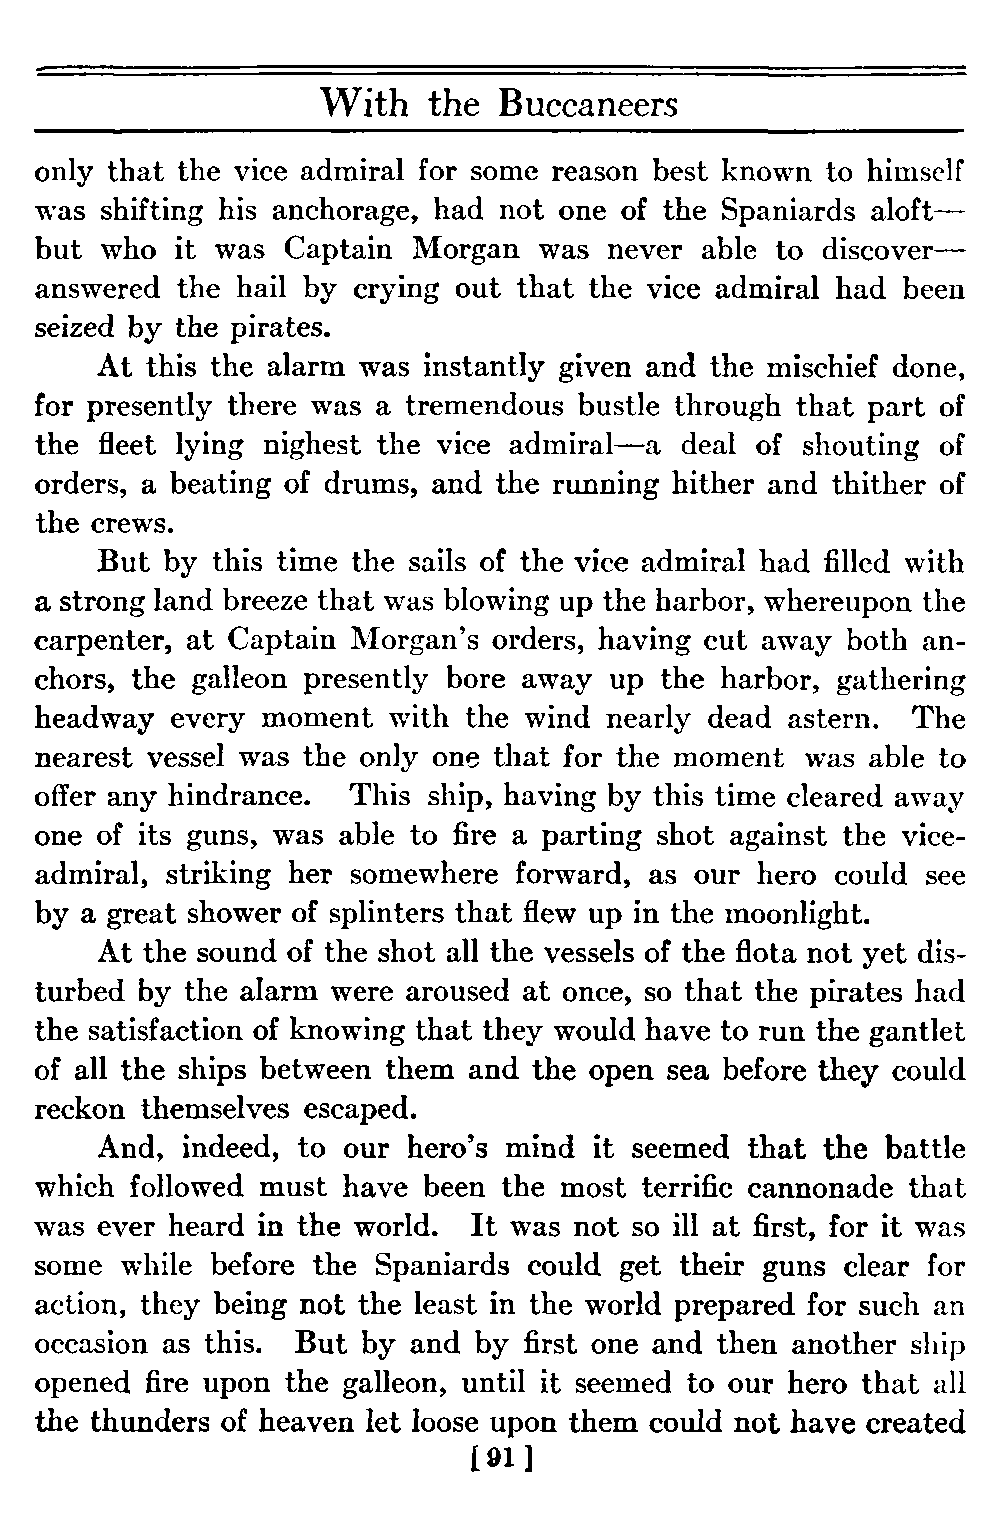 With the Buccaneers
only that the vice admiral for some reason best known to himself
was shifting his anchorage, had not one of the Spaniards aloft—
but who it was Captain Morgan was never able to discover—
answered the hail by crying out that the vice admiral had been
seized by the pirates.
At this the alarm was instantly given and the mischief done,
for presently there was a tremendous bustle through that part of
the fleet lying nighest the vice admiral—a deal of shouting of
orders, a beating of drums, and the running hither and thither of
the crews.
But by this time the sails of the vice admiral had filled with
a strong land breeze that was blowing up the harbor, whereupon the
carpenter, at Captain Morgan's orders, having cut away both an-
chors, the galleon presently bore away up the harbor, gathering
headway every moment with the wind nearly dead astern. The
nearest vessel was the only one that for the moment was able to
offer any hindrance. This ship, having by this time cleared away
one of its guns, was able to fire a parting shot against the vice-
admiral, striking her somewhere forward, as our hero could see
by a great shower of splinters that flew up in the moonlight.
At the sound of the shot all the vessels of the flota not yet dis-
turbed by the alarm were aroused at once, so that the pirates had
the satisfaction of knowing that they would have to run the gantlet
of all the ships between them and the open sea before they could
reckon themselves escaped.
And, indeed, to our hero's mind it seemed that the battle
which followed must have been the most terrific cannonade that
was ever heard in the world. It was not so ill at first, for it was
some while before the Spaniards could get their guns clear for
action, they being not the least in the world prepared for such an
occasion as this. But by and by first one and then another ship
opened fire upon the galleon, until it seemed to our hero that all
the thunders of heaven let loose upon them could not have created
[91]